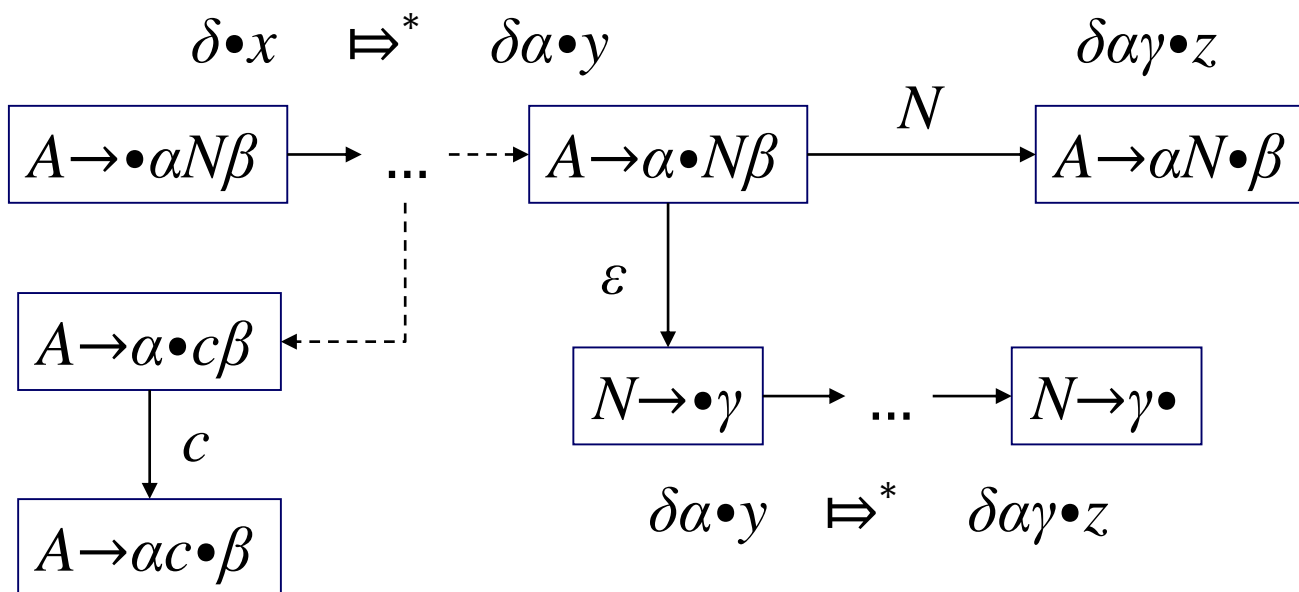 δ•x ⤇* δα•y δαγ•z
N
A→•αNβ ... A→α•Nβ A→αN•β
ε
A→α•cβ
N→•γ ... N→γ•
c
δα•y ⤇* δαγ•z
A→αc•β